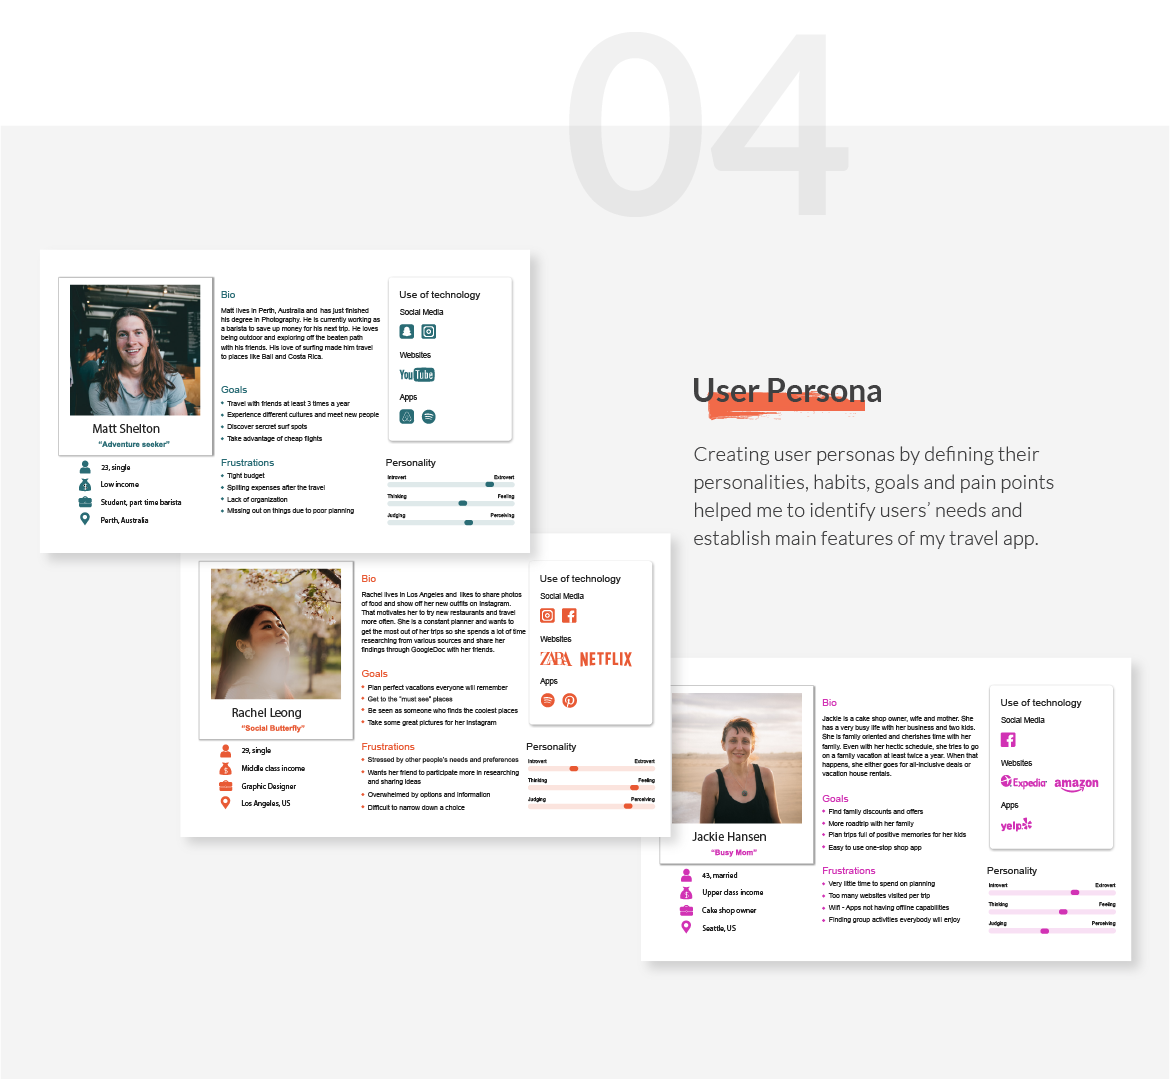 04
User Persona
Creating user personas by defining their
personalities, habits, goals and pain points
helped me to identify users’ needs and
establish main features of my travel app.
Matt Shelton
“Adventure seeker”
23, single
Low income
Student, part time barista
Perth, Australia
Bio
Matt lives in Perth, Australia and has just finished
his degree in Photography. He is currently working as
a barista to save up money for his next trip. He loves
being outdoor and exploring off the beaten path
with his friends. His love of surfing made him travel
to places like Bali and Costa Rica.
Goals
Travel with friends at least 3 times a year
Experience different cultures and meet new people
Discover sercret surf spots
Take advantage of cheap flights
Frustrations
Tight budget
Spliting expenses after the travel
Lack of organization
Missing out on things due to poor planning
Use of technology
Social Media
Websites
YouTube
Apps
Personality
Introvert Extrovert
Thinking Feeling
Judging Perceiving
Rachel Leong
“Social Butterfly”
29, single
Middle class income
Graphic Designer
Los Angeles, US
Bio
Rachel lives in Los Angeles and likes to share photos
of food and show off her new outfits on Instagram.
That motivates her to try new restaurants and travel
more often. She is a constant planner and wants to
get the most out of her trips so she spends a lot of time
researching from various sources and share her
findings through GoogleDoc with her friends.
Goals
Plan perfect vacations everyone will remember
Get to the “must see” places
Be seen as someone who finds the coolest places
Take some great pictures for her Instagram
Frustrations
Stressed by other people’s needs and preferences
Wants her friend to participate more in researching
and sharing ideas
Overwhelmed by options and information
Difficult to narrow down a choice
Use of technology
Social Media
Websites
ZARA NETFLIX
Apps
Personality
Introvert Extrovert
Thinking Feeling
Judging Perceiving
Jackie Hansen
“Busy Mom”
43, married
Upper class income
Cake shop owner
Seattle, US
Bio
Jackie is a cake shop owner, wife and mother. She
has a very busy life with her business and two kids.
She is family oriented and cherishes time with her
family. Even with her hectic schedule, she tries to go
on a family vacation at least twice a year. When that
happens, she either goes for all-inclusive deals or
vacation house rentals.
Goals
Find family discounts and offers
More roadtrip with her family
Plan trips full of positive memories for her kids
Easy to use one-stop shop app
Frustrations
Very little time to spend on planning
Too many websites visited per trip
Wifi - Apps not having offline capabilities
Finding group activities everybody will enjoy
Use of technology
Social Media
Websites
Expedia amazon
Apps
yelp
Personality
Introvert Extrovert
Thinking Feeling
Judging Perceiving